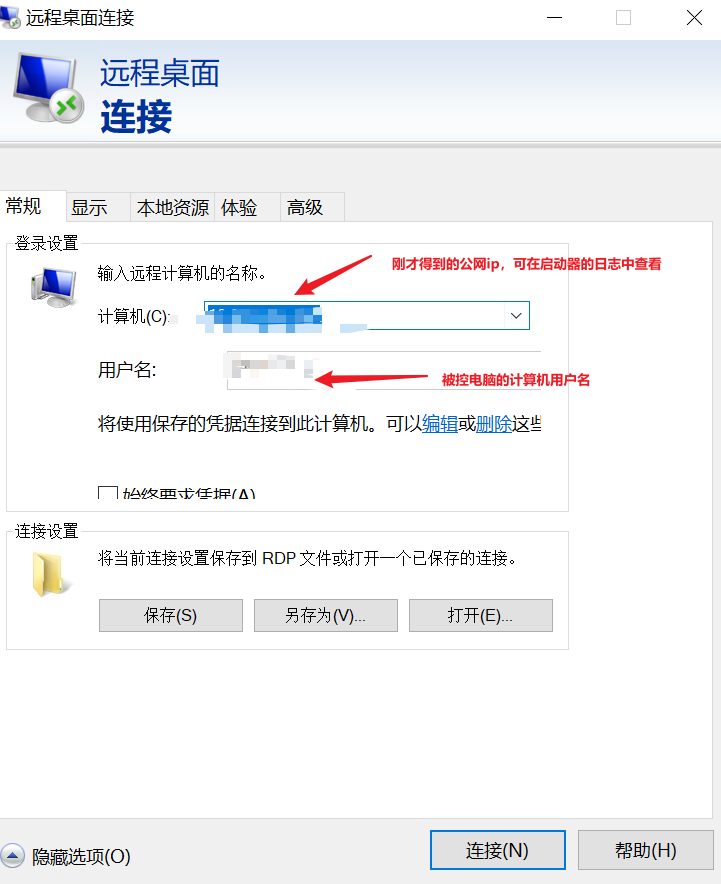 远程桌面连接
远程桌面
连接
常规 显示 本地资源 体验 高级
登录设置
输入远程计算机的名称。
刚才得到的公网ip，可在启动器的日志中查看
计算机(C):
用户名:
被控电脑的计算机用户名
将使用保存的凭据连接到此计算机。可以编辑或删除这些
始终要求凭据(A)
连接设置
将当前连接设置保存到 RDP 文件或打开一个已保存的连接。
保存(S) 另存为(V)... 打开(E)...
隐藏选项(O) 连接(N) 帮助(H)